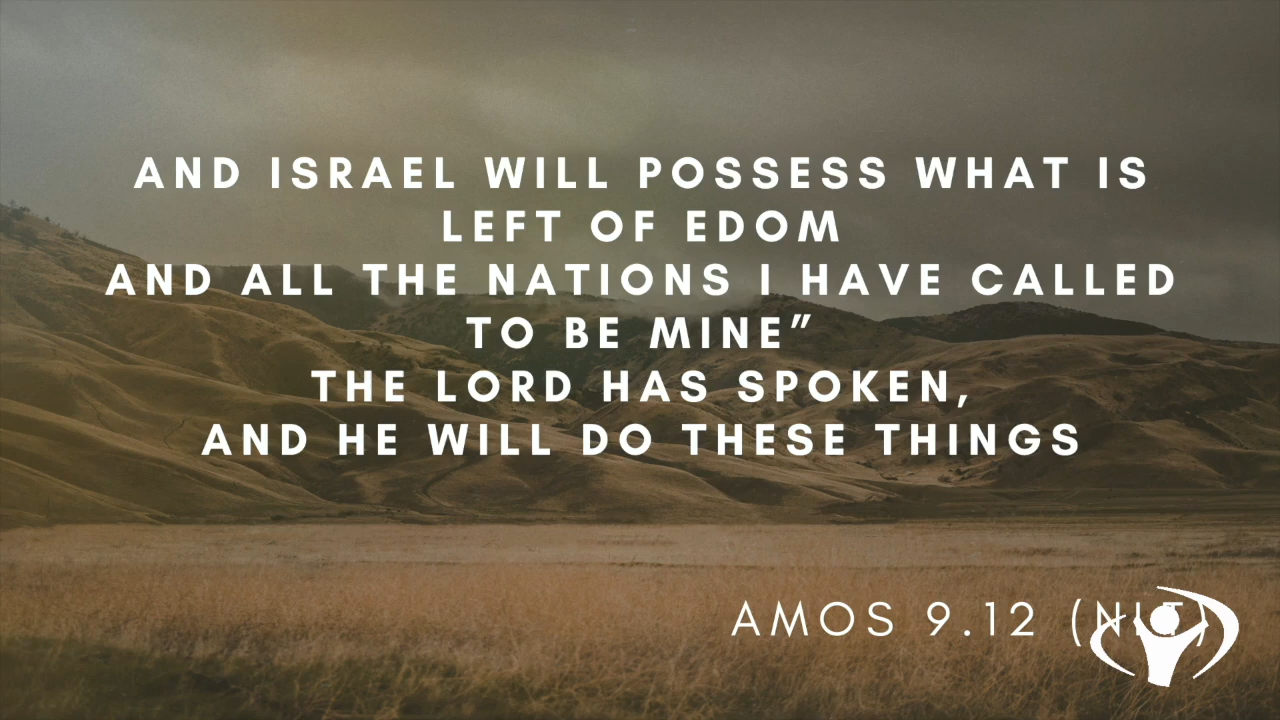 AND ISRAEL WILL POSSESS WHAT IS
LEFT OF EDOM
AND ALL THE NATIONS I HAVE CALLED
TO BE MINE”
THE LORD HAS SPOKEN,
AND HE WILL DO THESE THINGS
AMOS 9.12